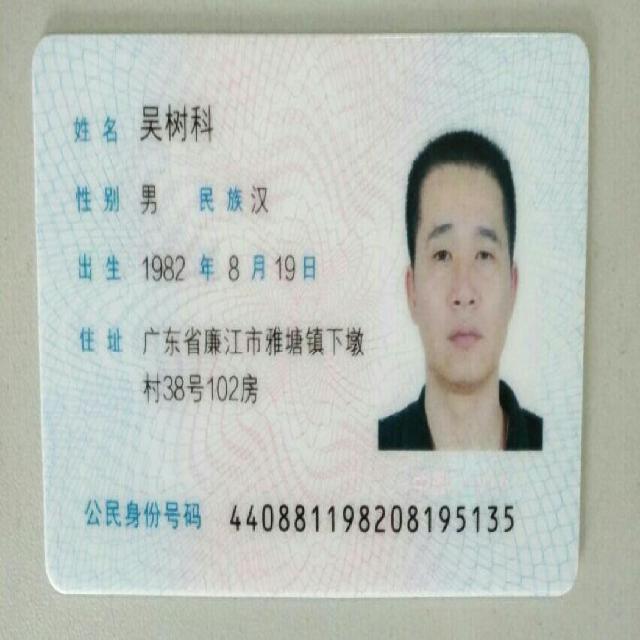 姓名 吴树科
性别 男 民族 汉
出生 1982 年 8 月 19 日
住址 广东省廉江市雅塘镇下墩
村38号102房
公民身份号码 440881198208195135